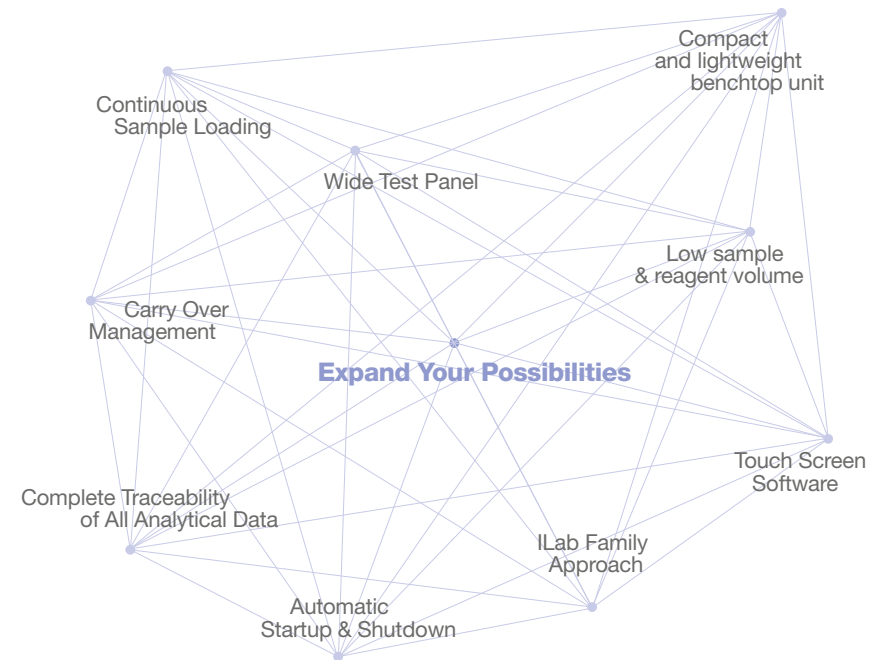 Compact
and lightweight
benchtop unit
Continuous
Sample Loading
Wide Test Panel
Low sample
& reagent volume
Carry Over
Management
Expand Your Possibilities
Touch Screen
Software
Complete Traceability
of All Analytical Data
ILab Family
Approach
Automatic
Startup & Shutdown